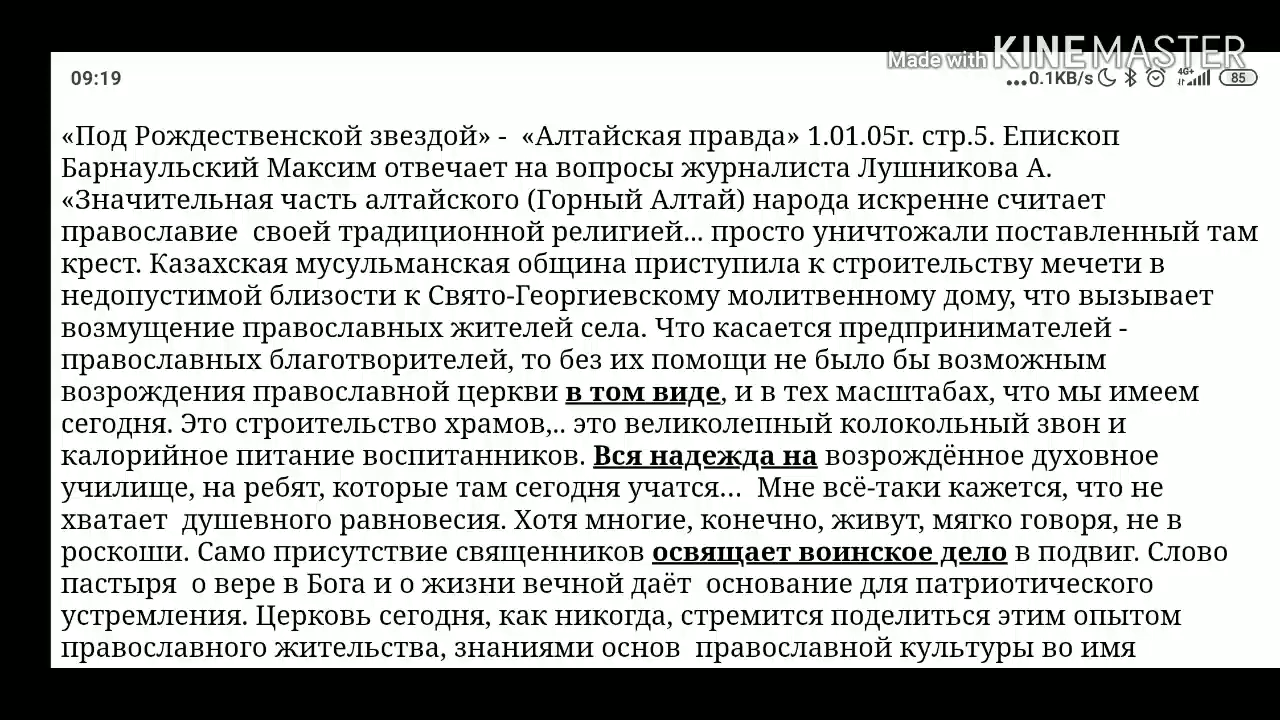 Made with KINEMASTER
09:19
...0.1KB/s 4G+ 85
«Под Рождественской звездой» - «Алтайская правда» 1.01.05г. стр.5. Епископ
Барнаульский Максим отвечает на вопросы журналиста Лушникова А.
«Значительная часть алтайского (Горный Алтай) народа искренне считает
православие своей традиционной религией... просто уничтожали поставленный там
крест. Казахская мусульманская община приступила к строительству мечети в
недопустимой близости к Свято-Георгиевскому молитвенному дому, что вызывает
возмущение православных жителей села. Что касается предпринимателей -
православных благотворителей, то без их помощи не было бы возможным
возрождения православной церкви в том виде, и в тех масштабах, что мы имеем
сегодня. Это строительство храмов,.. это великолепный колокольный звон и
калорийное питание воспитанников. Вся надежда на возрождённое духовное
училище, на ребят, которые там сегодня учатся... Мне всё-таки кажется, что не
хватает душевного равновесия. Хотя многие, конечно, живут, мягко говоря, не в
роскоши. Само присутствие священников освящает воинское дело в подвиг. Слово
пастыря о вере в Бога и о жизни вечной даёт основание для патриотического
устремления. Церковь сегодня, как никогда, стремится поделиться этим опытом
православного жительства, знаниями основ православной культуры во имя